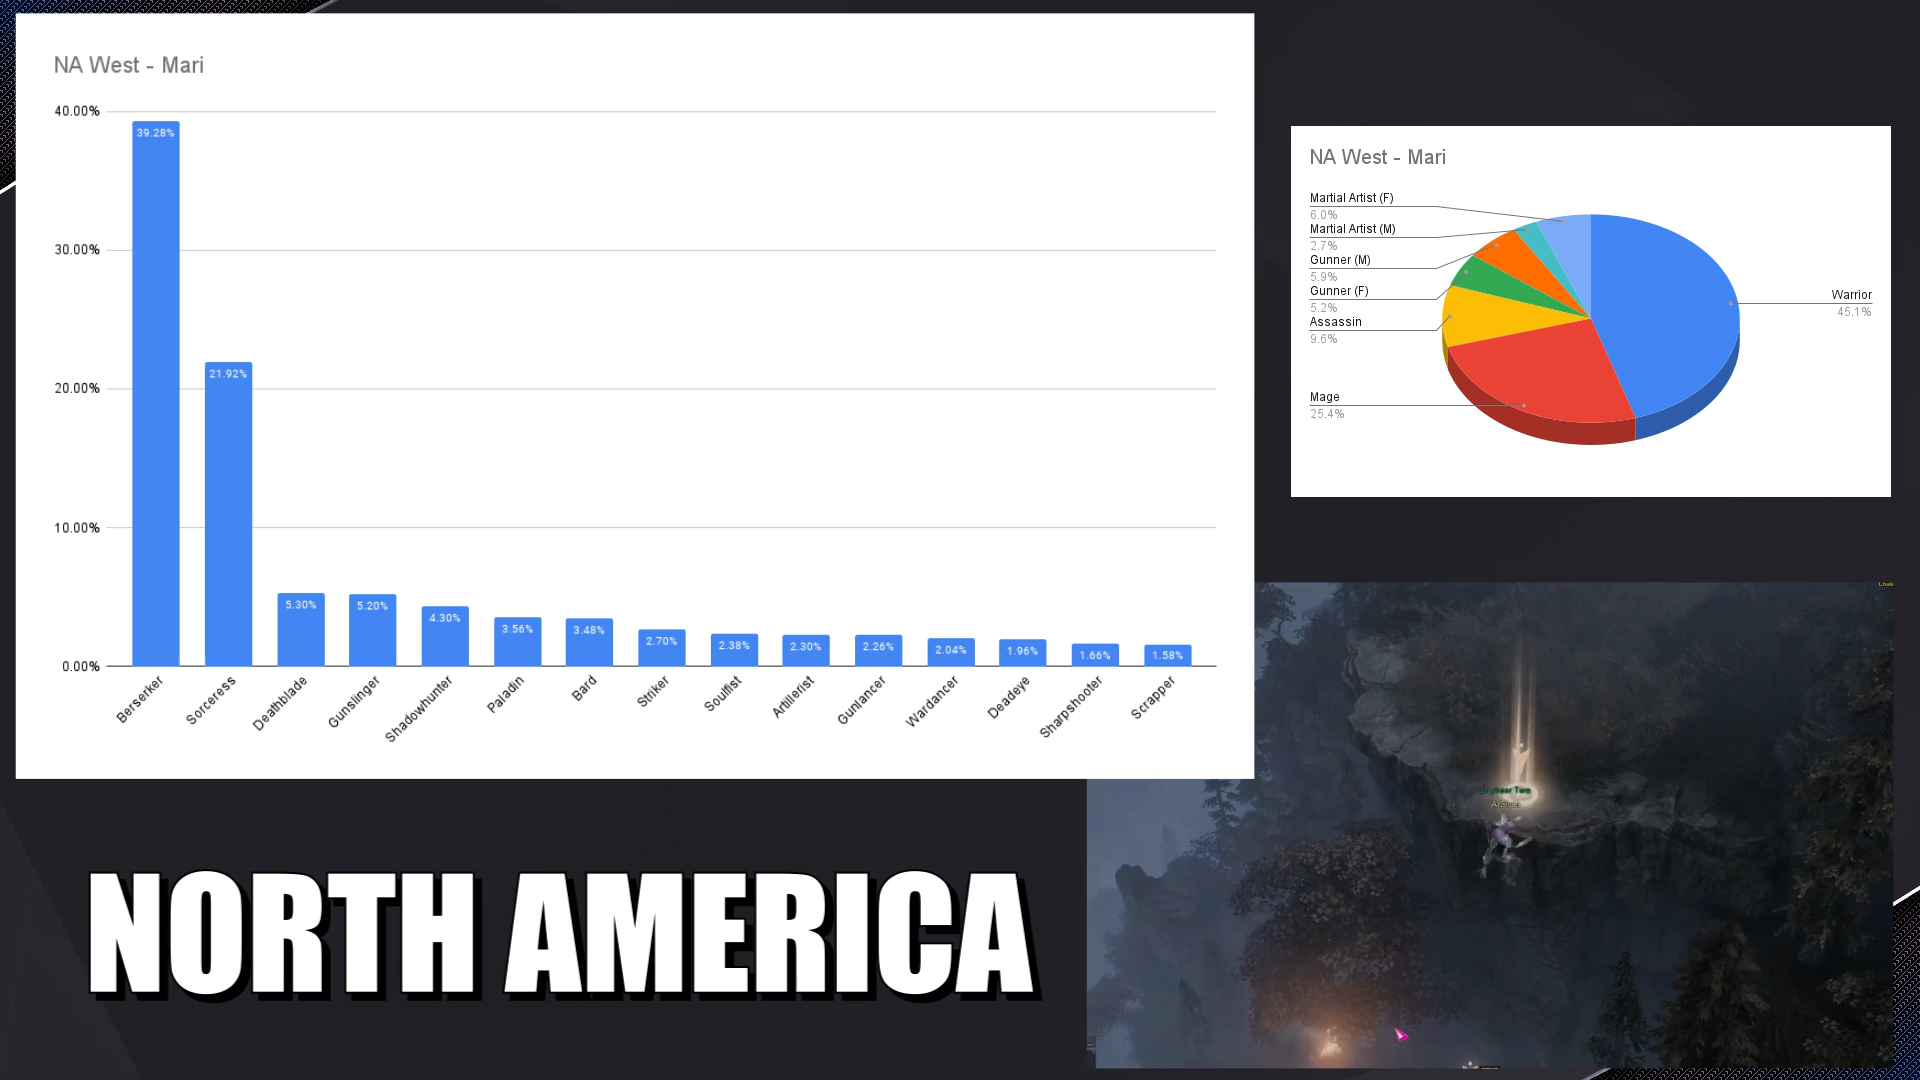 NA West - Mari
40.00%
30.00%
20.00%
10.00%
0.00%
39.28%
21.92%
5.30%
5.20%
4.30%
3.56%
3.48%
2.70%
2.38%
2.30%
2.26%
2.04%
1.96%
1.66%
1.58%
Berserker
Sorceress
Deathblade
Gunslinger
Shadowhunter
Paladin
Bard
Striker
Soulfist
Artillerist
Gunlancer
Wardancer
Deadeye
Sharpshooter
Scrapper
NA West - Mari
Martial Artist (F)
6.0%
Martial Artist (M)
2.7%
Gunner (M)
5.9%
Gunner (F)
5.2%
Assassin
9.6%
Mage
25.4%
Warrior
45.1%
Two
NORTH AMERICA